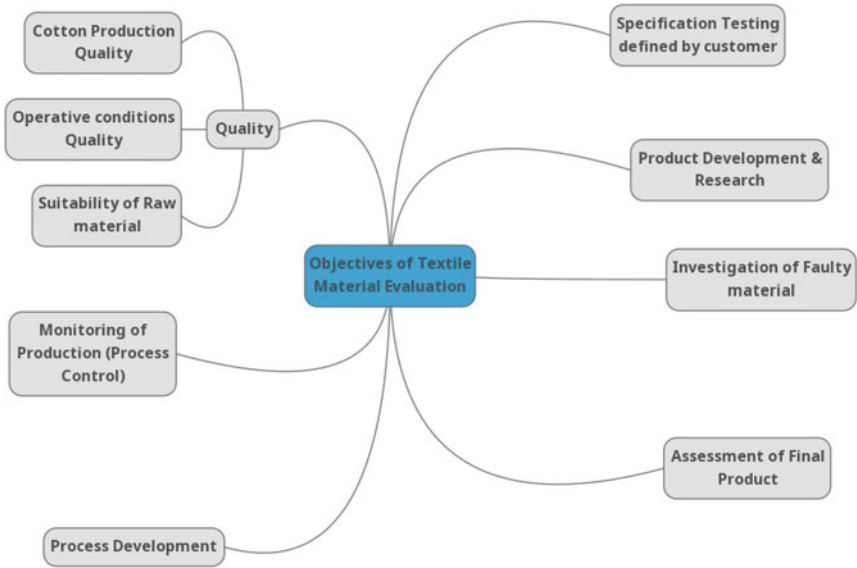 Cotton Production
Quality
Operative conditions
Quality
Suitability of Raw
material
Quality
Monitoring of
Production (Process
Control)
Process Development
Objectives of Textile
Material Evaluation
Specification Testing
defined by customer
Product Development &
Research
Investigation of Faulty
material
Assessment of Final
Product